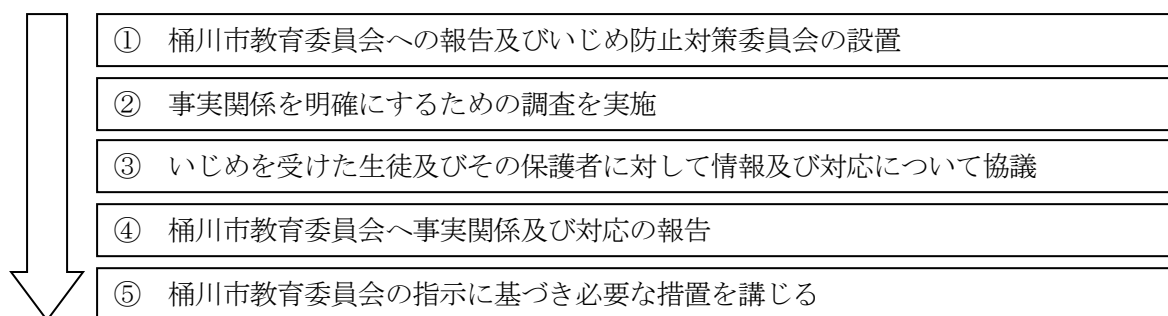 ① 桶川市教育委員会への報告及びいじめ防止対策委員会の設置
② 事実関係を明確にするための調査を実施
③ いじめを受けた生徒及びその保護者に対して情報及び対応について協議
④ 桶川市教育委員会へ事実関係及び対応の報告
⑤ 桶川市教育委員会の指示に基づき必要な措置を講じる